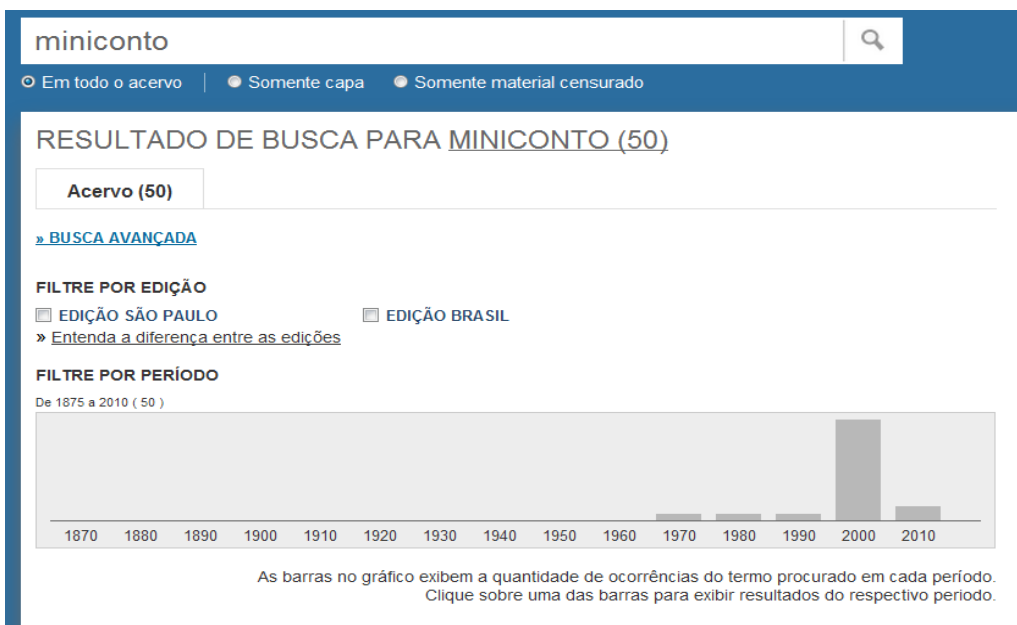 miniconto
Em todo o acervo | Somente capa Somente material censurado
RESULTADO DE BUSCA PARA MINICONTO (50)
Acervo (50)
» BUSCA AVANÇADA
FILTRE POR EDIÇÃO
EDIÇÃO SÃO PAULO EDIÇÃO BRASIL
» Entenda a diferença entre as edições
FILTRE POR PERÍODO
De 1875 a 2010 ( 50 )
1870 1880 1890 1900 1910 1920 1930 1940 1950 1960 1970 1980 1990 2000 2010
As barras no gráfico exibem a quantidade de ocorrências do termo procurado em cada período.
Clique sobre uma das barras para exibir resultados do respectivo periodo.